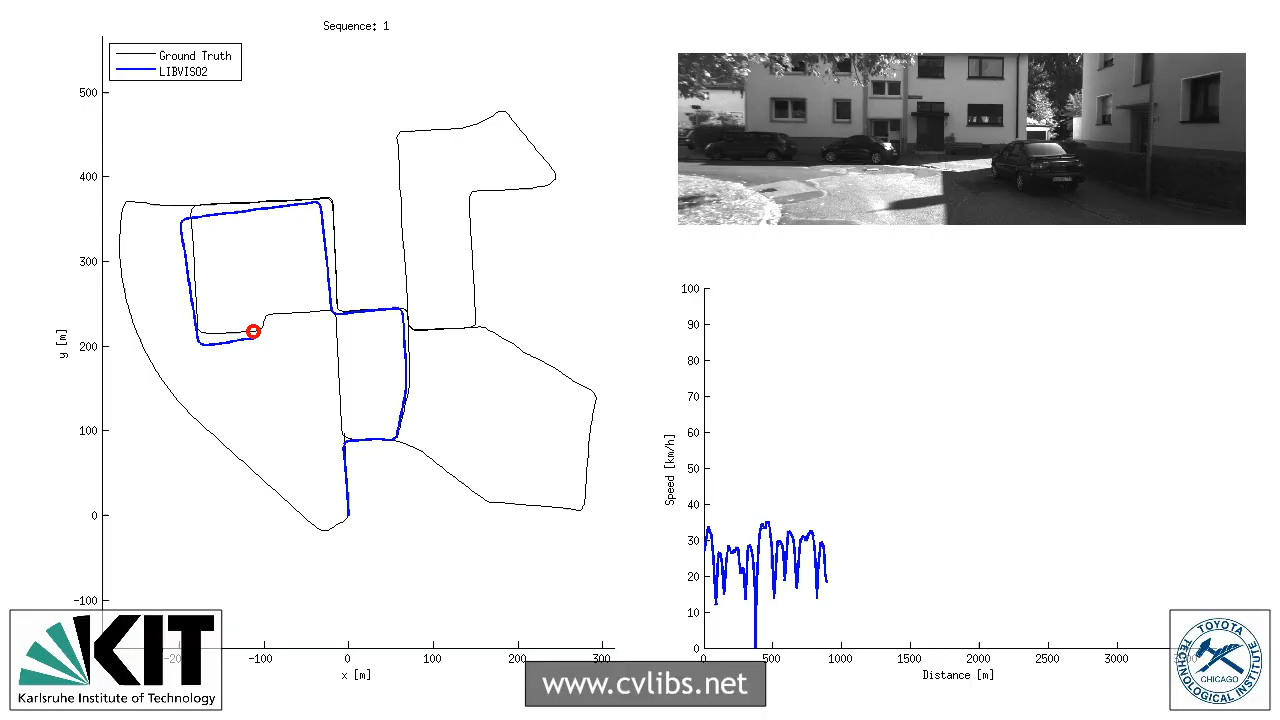 Sequence: 1
Ground Truth
LIBVISO2
500
400
300
200
100
0
-100
y [m]
-100
0
100
200
300
x [m]
100
90
80
70
60
50
40
30
20
10
0
Speed [km/h]
0
500
1000
1500
2000
2500
3000
Distance [m]
KIT
Karlsruhe Institute of Technology
www.cvlibs.net
TOYOTA
TECHNOLOGICAL INSTITUTE
CHICAGO